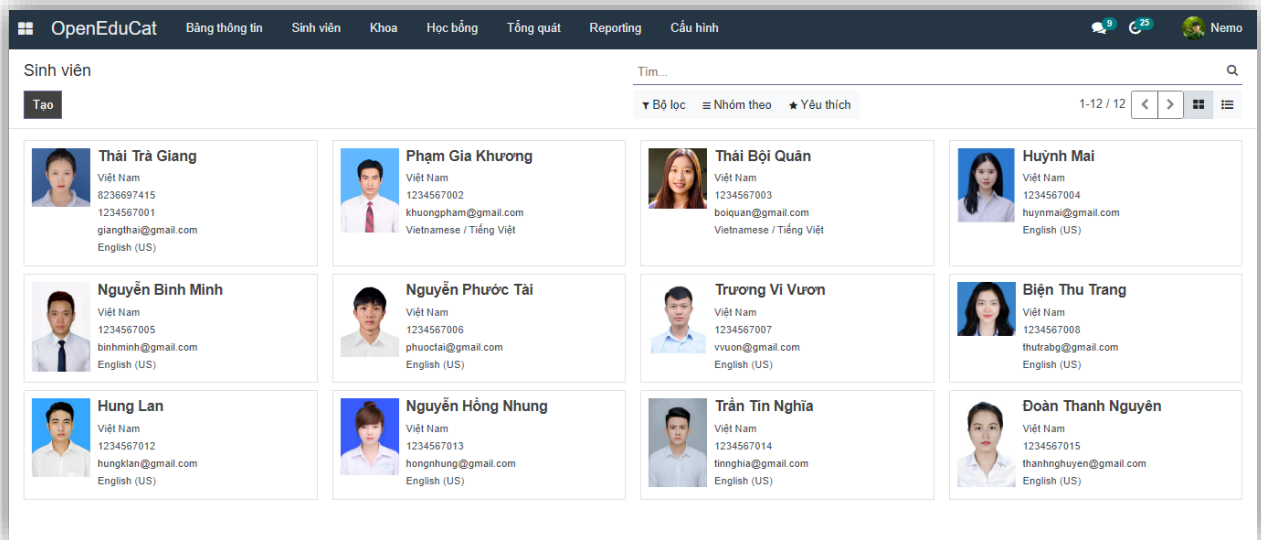 OpenEduCat Bảng thông tin Sinh viên Khoa Học bổng Tổng quát Reporting Cấu hình 9 25 Nemo
Sinh viên
Tìm...
Tạo
Bộ lọc Nhóm theo Yêu thích
1-12 / 12
Thái Trà Giang
Việt Nam
8236697415
1234567001
giangthai@gmail.com
English (US)
Phạm Gia Khương
Việt Nam
1234567002
khuongpham@gmail.com
Vietnamese / Tiếng Việt
Thái Bội Quân
Việt Nam
1234567003
boiquan@gmail.com
Vietnamese / Tiếng Việt
Huỳnh Mai
Việt Nam
1234567004
huynmai@gmail.com
English (US)
Nguyễn Bình Minh
Việt Nam
1234567005
binhminh@gmail.com
English (US)
Nguyễn Phước Tài
Việt Nam
1234567006
phuoctai@gmail.com
English (US)
Trương Vi Vươn
Việt Nam
1234567007
vvuon@gmail.com
English (US)
Biện Thu Trang
Việt Nam
1234567008
thutrabg@gmail.com
English (US)
Hung Lan
Việt Nam
1234567012
hungklan@gmail.com
English (US)
Nguyễn Hồng Nhung
Việt Nam
1234567013
hongnhung@gmail.com
English (US)
Trần Tín Nghĩa
Việt Nam
1234567014
tinnghia@gmail.com
English (US)
Đoàn Thanh Nguyên
Việt Nam
1234567015
thanhnghuyen@gmail.com
English (US)